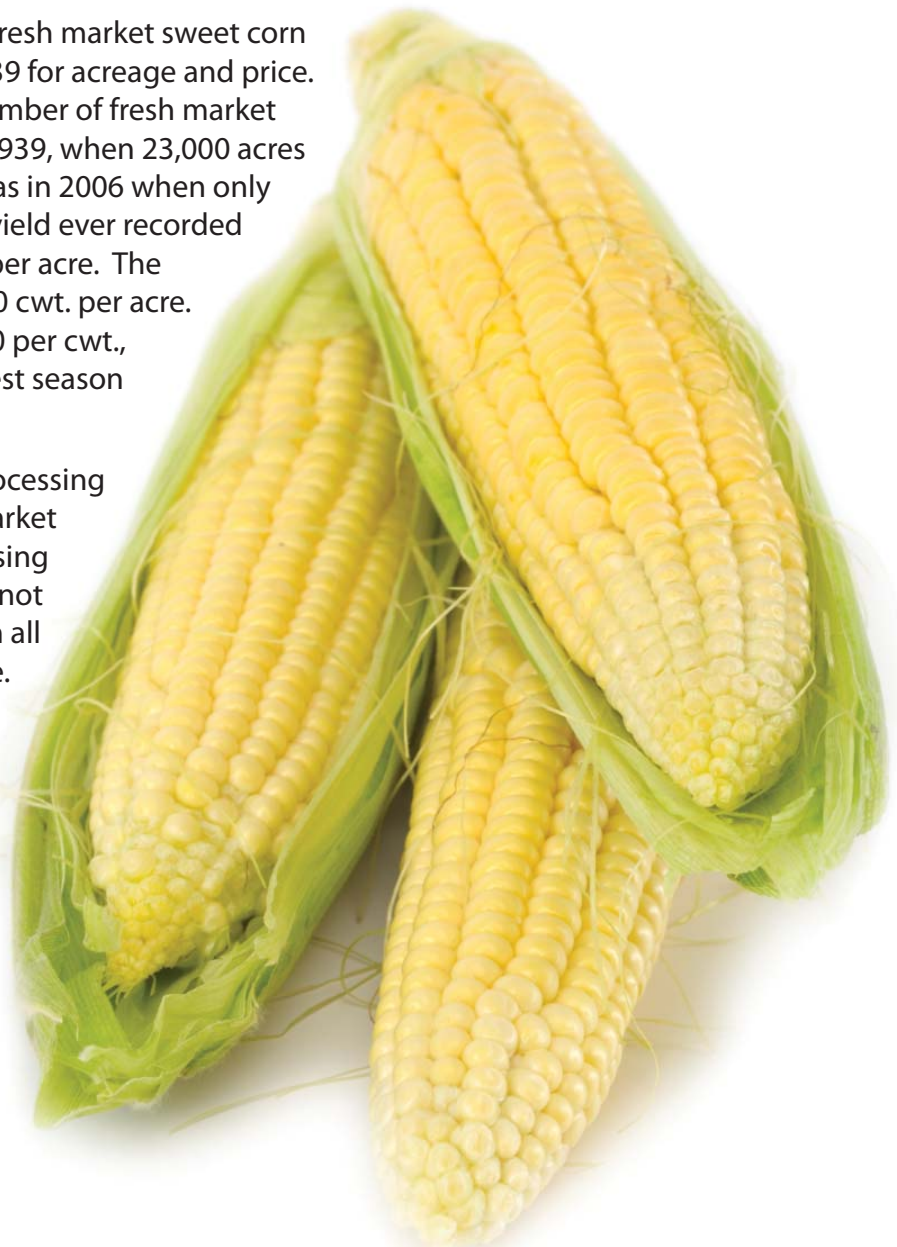 resh market sweet corn
39 for acreage and price.
mber of fresh market
939, when 23,000 acres
as in 2006 when only
yield ever recorded
per acre. The
0 cwt. per acre.
0 per cwt.,
est season
ocessing
arket
sing
not
n all
e.